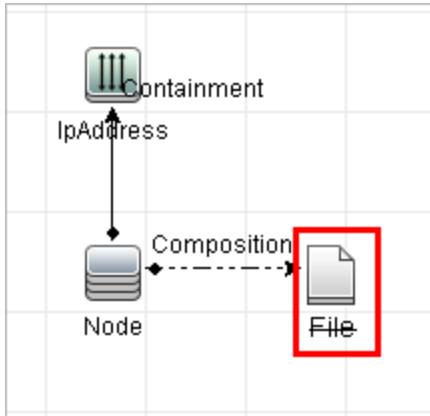 Containment
IpAddress
Composition
Node
File